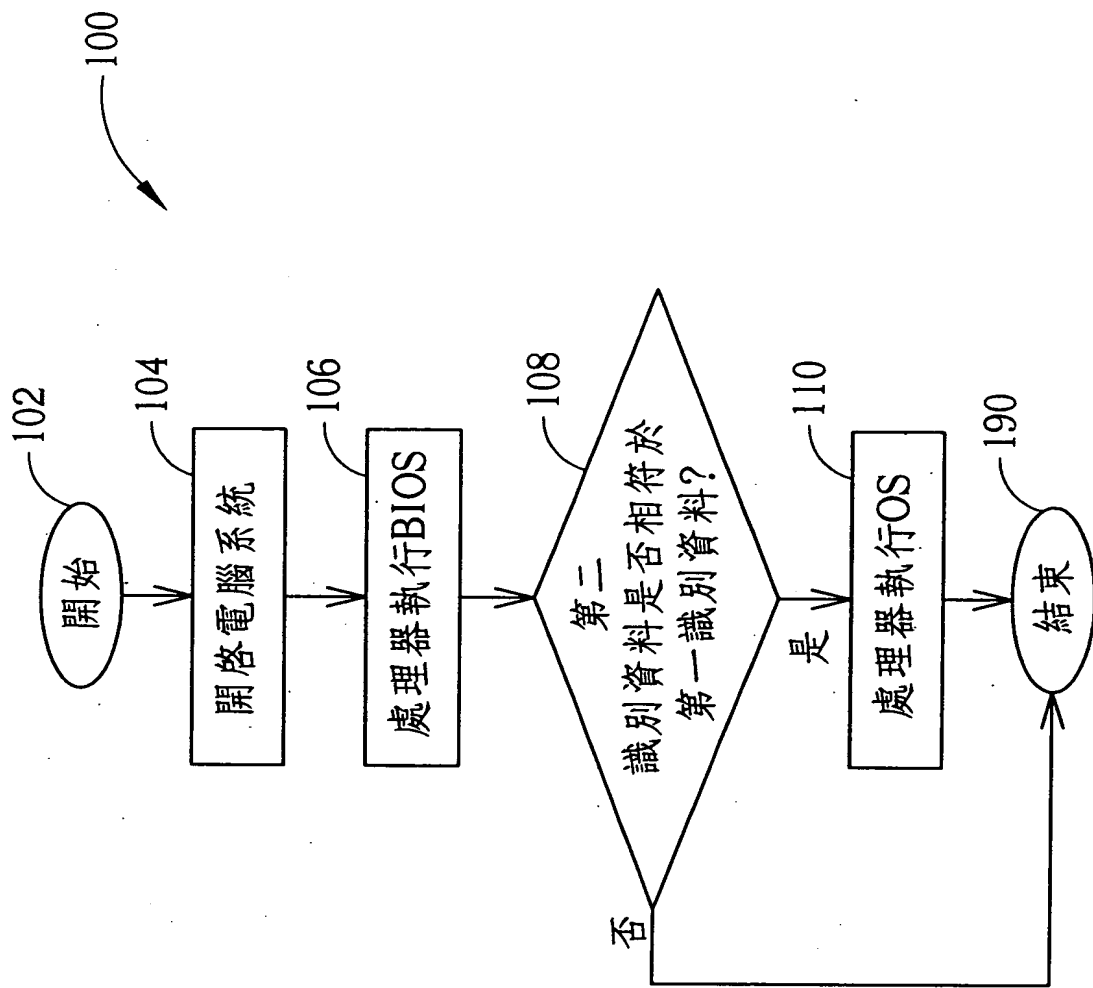 100
102
開始
104
開啓電腦系統
106
處理器執行BIOS
108
第二
識別資料是否相符於
第一識別資料?
否
是
110
處理器執行OS
190
結束